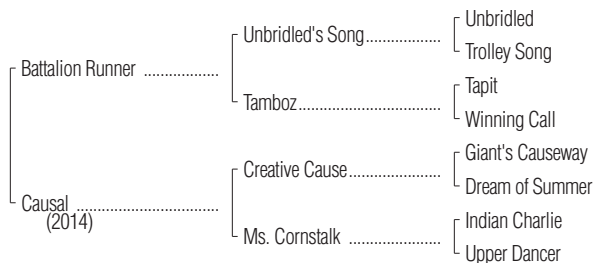 Unbridled
Unbridled's Song....................
Trolley Song
Battalion Runner ...................
Tapit
Tamboz.....................................
Winning Call
Giant's Causeway
Creative Cause........................
Dream of Summer
Causal .....................................
(2014)
Indian Charlie
Ms. Cornstalk ........................
Upper Dancer